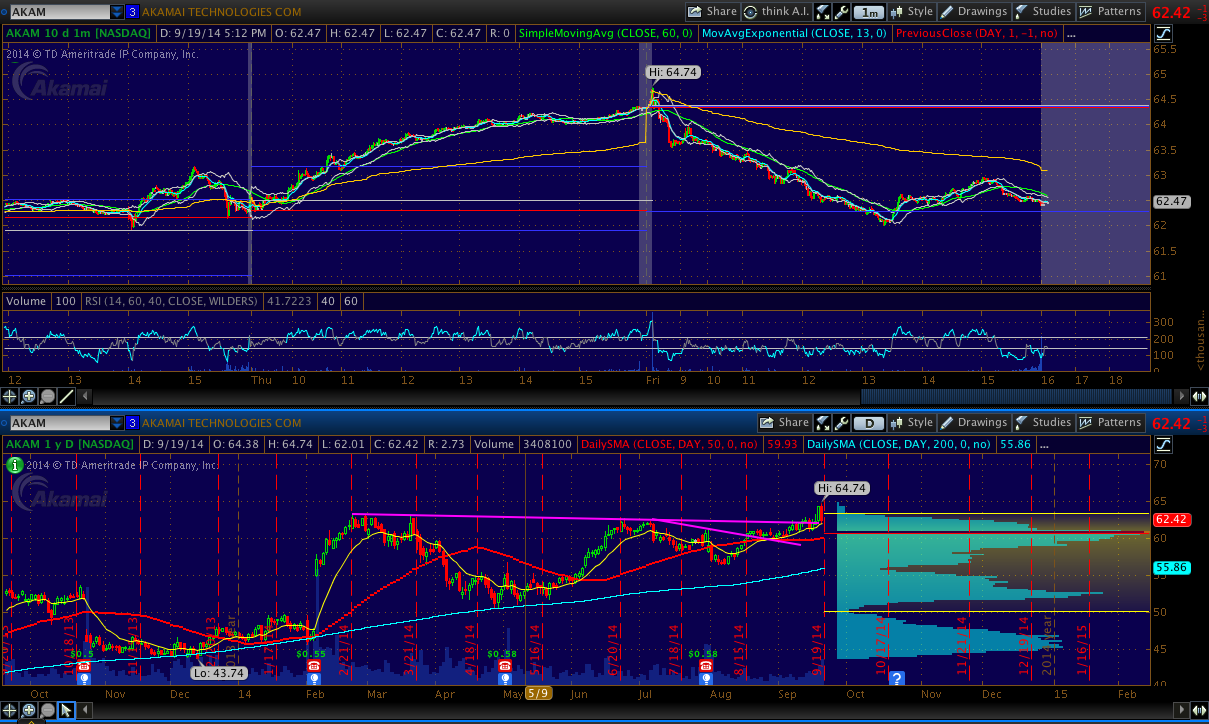 AKAM 3 AKAMAI TECHNOLOGIES COM Share think A.I. 1m Style Drawings Studies Patterns 62.42
AKAM 10 d 1m [NASDAQ] D: 9/19/14 5:12 PM O: 62.47 H: 62.47 L: 62.47 C: 62.47 R: 0 SimpleMovingAvg (CLOSE, 60, 0) MovAvgExponential (CLOSE, 13, 0) PreviousClose (DAY, 1, -1, no) ...
2014 © TD Ameritrade IP Company, Inc.
Akamai
Hi: 64.74
65.5
65
64.5
64
63.5
63
62.47
62
61.5
61
Volume 100 RSI (14, 60, 40, CLOSE, WILDERS) 41.7223 40 60
300
200
100
0
<thousan...
12 13 14 15 Thu 10 11 12 13 14 15 Fri 9 10 11 12 13 14 15 16 17 18
AKAM 3 AKAMAI TECHNOLOGIES COM Share D Style Drawings Studies Patterns 62.42
AKAM 1 y D [NASDAQ] D: 9/19/14 O: 64.38 H: 64.74 L: 62.01 C: 62.42 R: 2.73 Volume 3408100 DailySMA (CLOSE, DAY, 50, 0, no) 59.93 DailySMA (CLOSE, DAY, 200, 0, no) 55.86 ...
2014 © TD Ameritrade IP Company, Inc.
Akamai
Hi: 64.74
70
65
62.42
60
55.86
50
45
40
10/18/13
2/21/14
4/18/14
5/16/14
6/20/14
7/18/14
8/15/14
9/19/14
10/17/14
11/21/14
12/19/14
2014 year
1/16/15
$0.5
$0.55
$0.58
$0.58
Lo: 43.74
Oct Nov Dec 14 Feb Mar Apr May 5/9 Jun Jul Aug Sep Oct Nov Dec 15 Feb